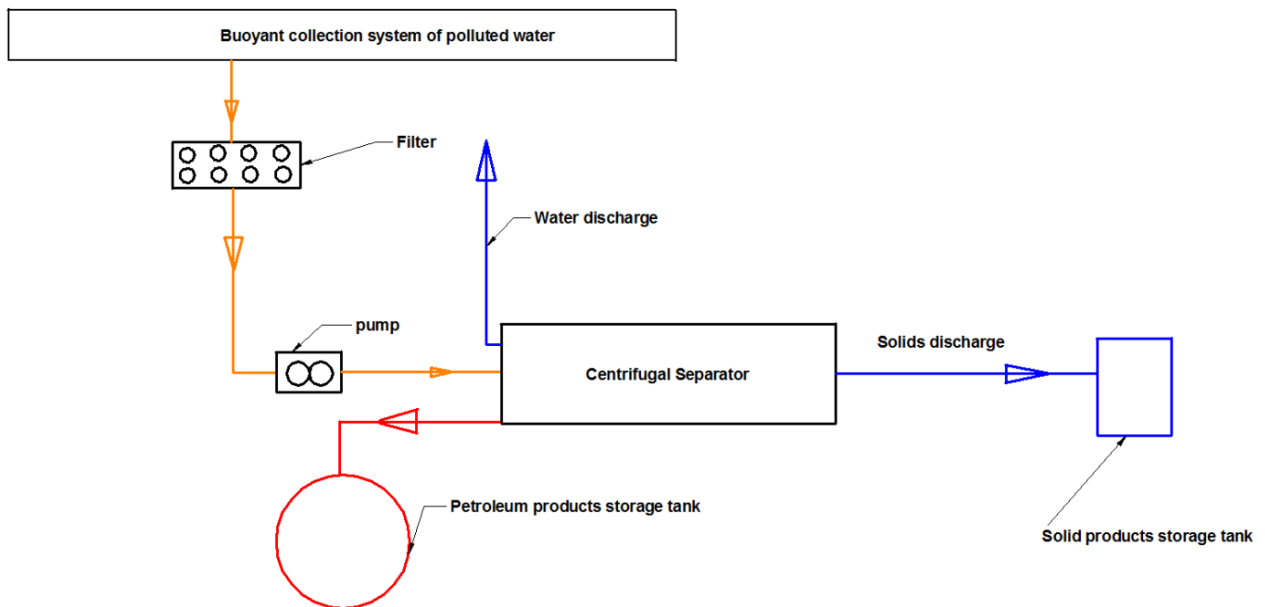 Buoyant collection system of polluted water
Filter
Water discharge
pump
Solids discharge
Centrifugal Separator
Petroleum products storage tank
Solid products storage tank